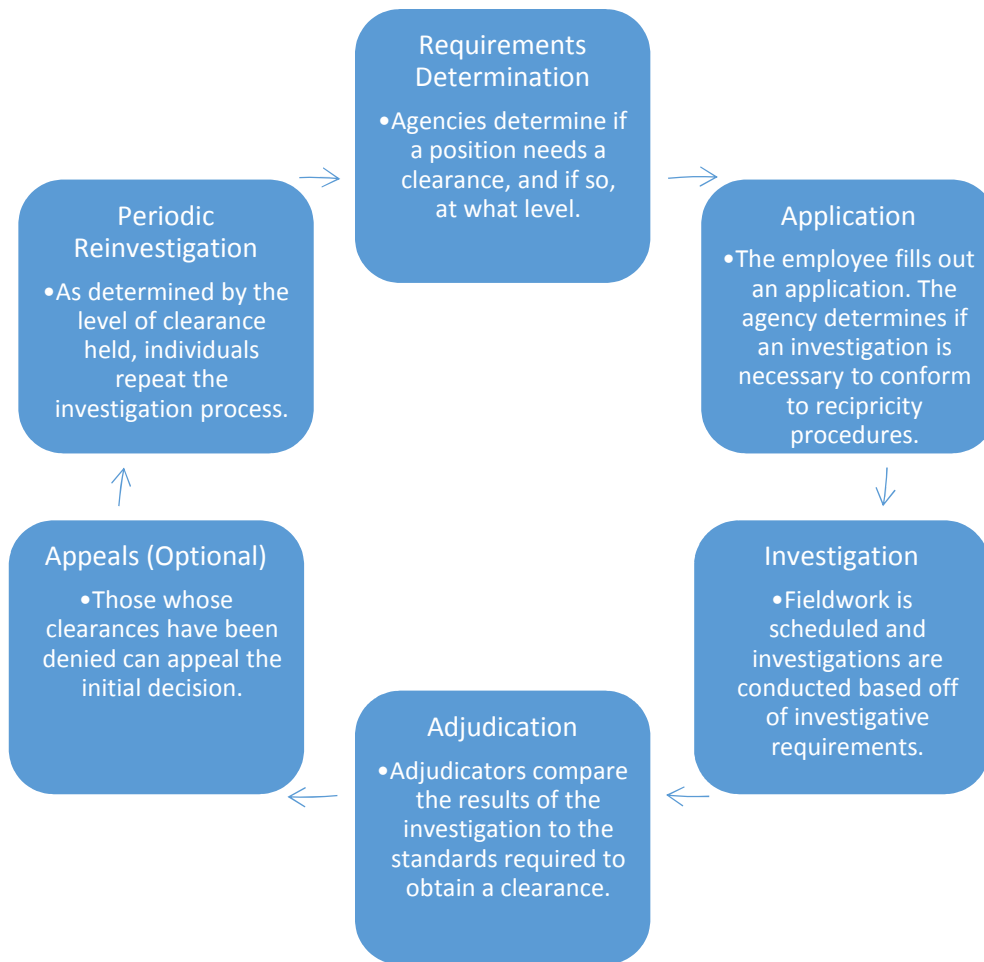 Requirements
Determination
•Agencies determine if
a position needs a
clearance, and if so,
at what level.
Application
•The employee fills out
an application. The
agency determines if
an investigation is
necessary to conform
to recipricity
procedures.
Investigation
•Fieldwork is
scheduled and
investigations are
conducted based off
of investigative
requirements.
Adjudication
•Adjudicators compare
the results of the
investigation to the
standards required to
obtain a clearance.
Appeals (Optional)
•Those whose
clearances have been
denied can appeal the
initial decision.
Periodic
Reinvestigation
•As determined by the
level of clearance
held, individuals
repeat the
investigation process.